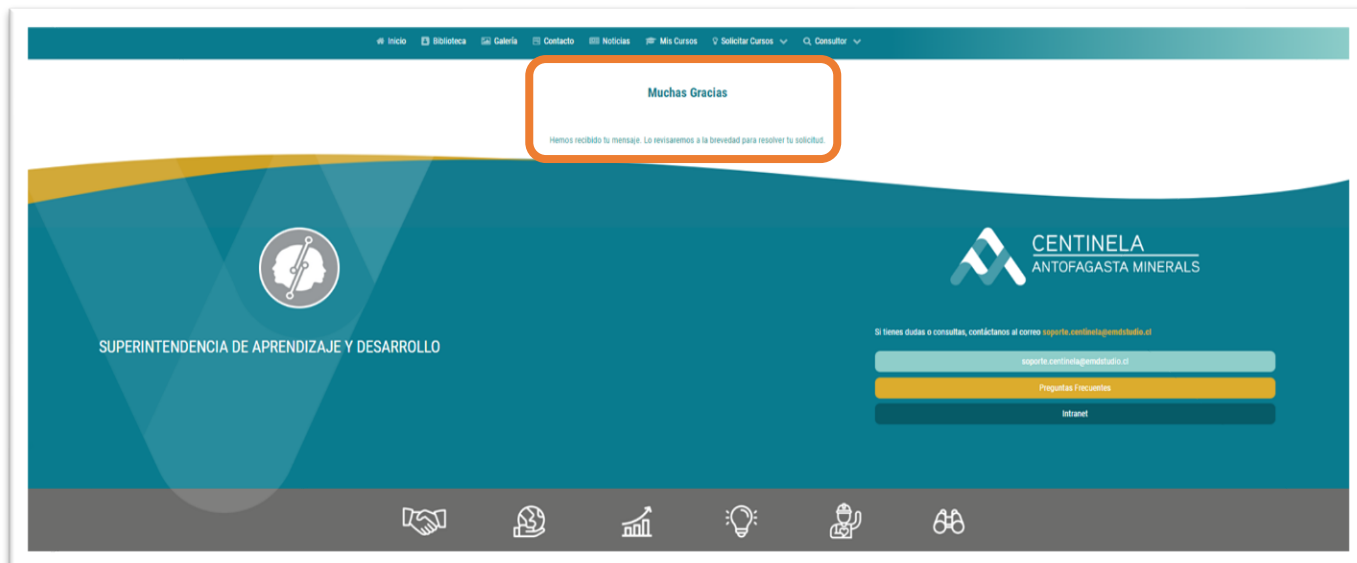 Inicio Biblioteca Galería Contacto Noticias Mis Cursos Solicitar Cursos Consultor
Muchas Gracias
Hemos recibido tu mensaje. Lo revisaremos a la brevedad para resolver tu solicitud.
CENTINELA
ANTOFAGASTA MINERALS
SUPERINTENDENCIA DE APRENDIZAJE Y DESARROLLO
Si tienes dudas o consultas, contáctanos al correo soporte.centinela@emdstudio.cl
soporte.centinela@emdstudio.cl
Preguntas Frecuentes
Intranet